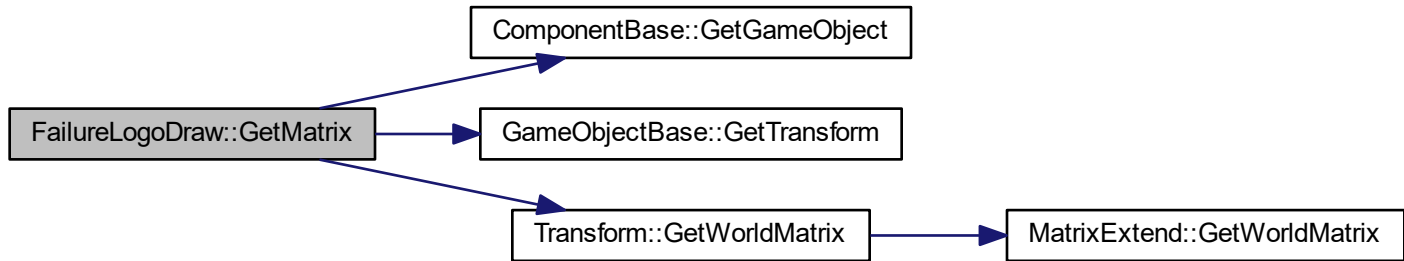 ComponentBase::GetGameObject
FailureLogoDraw::GetMatrix
GameObjectBase::GetTransform
Transform::GetWorldMatrix
MatrixExtend::GetWorldMatrix